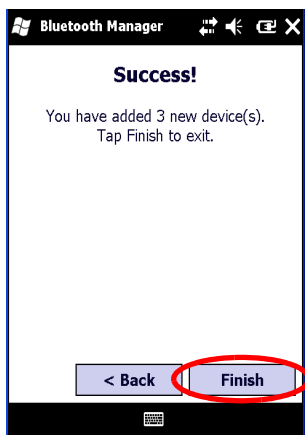 Bluetooth Manager
Success!
You have added 3 new device(s).
Tap Finish to exit.
< Back
Finish